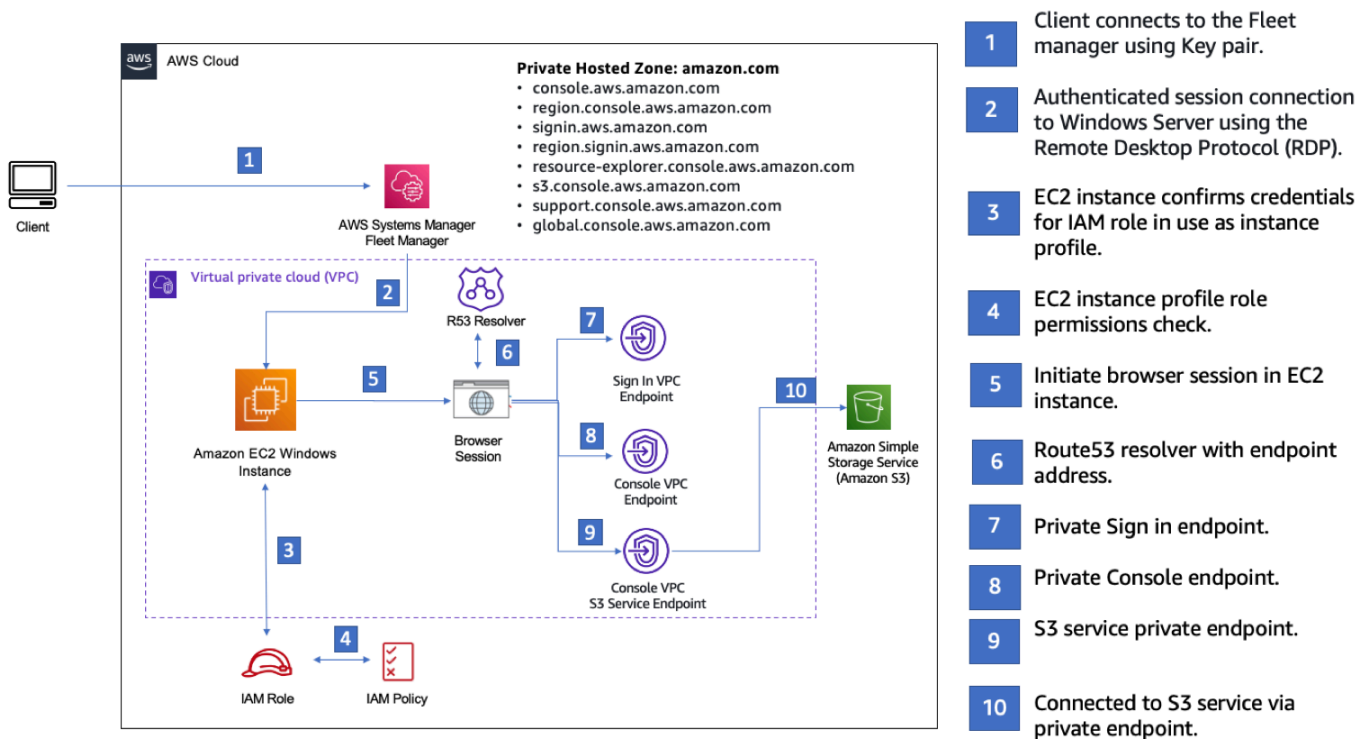 aws
AWS Cloud
Private Hosted Zone: amazon.com
• console.aws.amazon.com
• region.console.aws.amazon.com
• signin.aws.amazon.com
• region.signin.aws.amazon.com
• resource-explorer.console.aws.amazon.com
• s3.console.aws.amazon.com
• support.console.aws.amazon.com
• global.console.aws.amazon.com
Client
1
AWS Systems Manager
Fleet Manager
Virtual private cloud (VPC)
2
R53 Resolver
6
7
Sign In VPC
Endpoint
Amazon EC2 Windows
Instance
5
Browser
Session
8
Console VPC
Endpoint
10
Amazon Simple
Storage Service
(Amazon S3)
9
Console VPC
S3 Service Endpoint
3
4
IAM Role
IAM Policy
1
Client connects to the Fleet
manager using Key pair.
2
Authenticated session connection
to Windows Server using the
Remote Desktop Protocol (RDP).
3
EC2 instance confirms credentials
for IAM role in use as instance
profile.
4
EC2 instance profile role
permissions check.
5
Initiate browser session in EC2
instance.
6
Route53 resolver with endpoint
address.
7
Private Sign in endpoint.
8
Private Console endpoint.
9
S3 service private endpoint.
10
Connected to S3 service via
private endpoint.